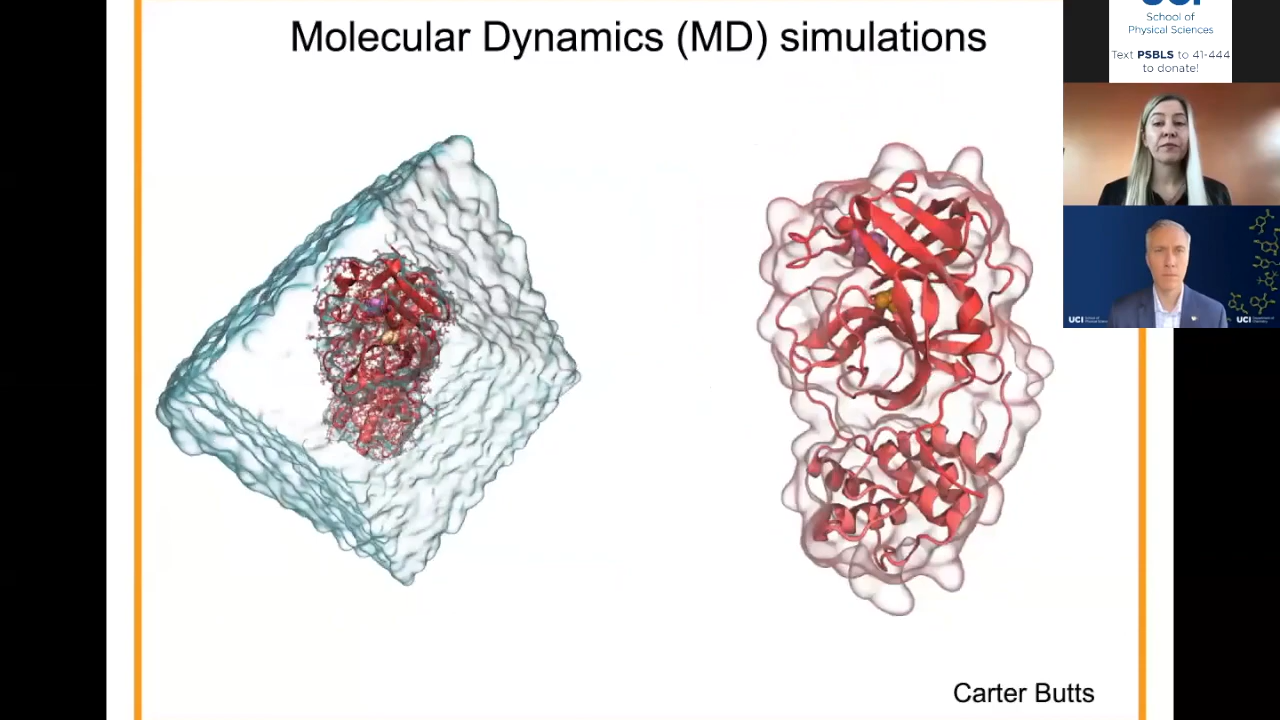 Molecular Dynamics (MD) simulations
UCI
School of
Physical Sciences
Text PSBLS to 41-444
to donate!
UCI
UCI
Carter Butts